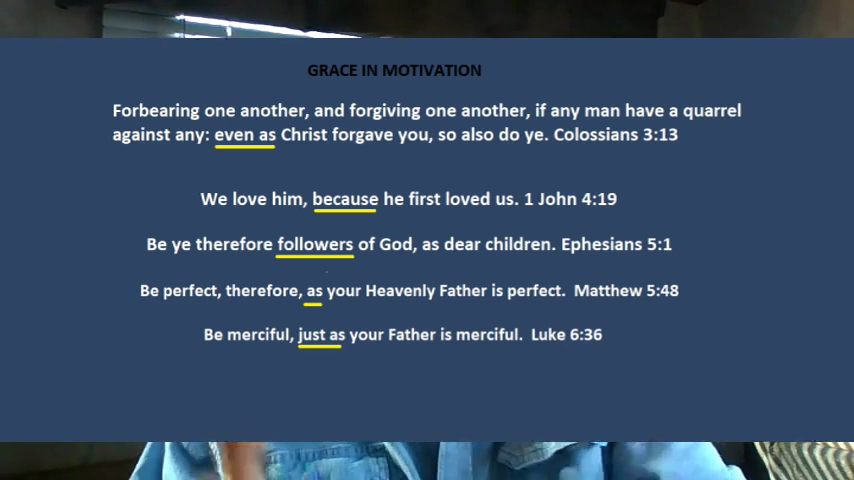 GRACE IN MOTIVATION
Forbearing one another, and forgiving one another, if any man have a quarrel
against any: even as Christ forgave you, so also do ye. Colossians 3:13
We love him, because he first loved us. 1 John 4:19
Be ye therefore followers of God, as dear children. Ephesians 5:1
Be perfect, therefore, as your Heavenly Father is perfect. Matthew 5:48
Be merciful, just as your Father is merciful. Luke 6:36